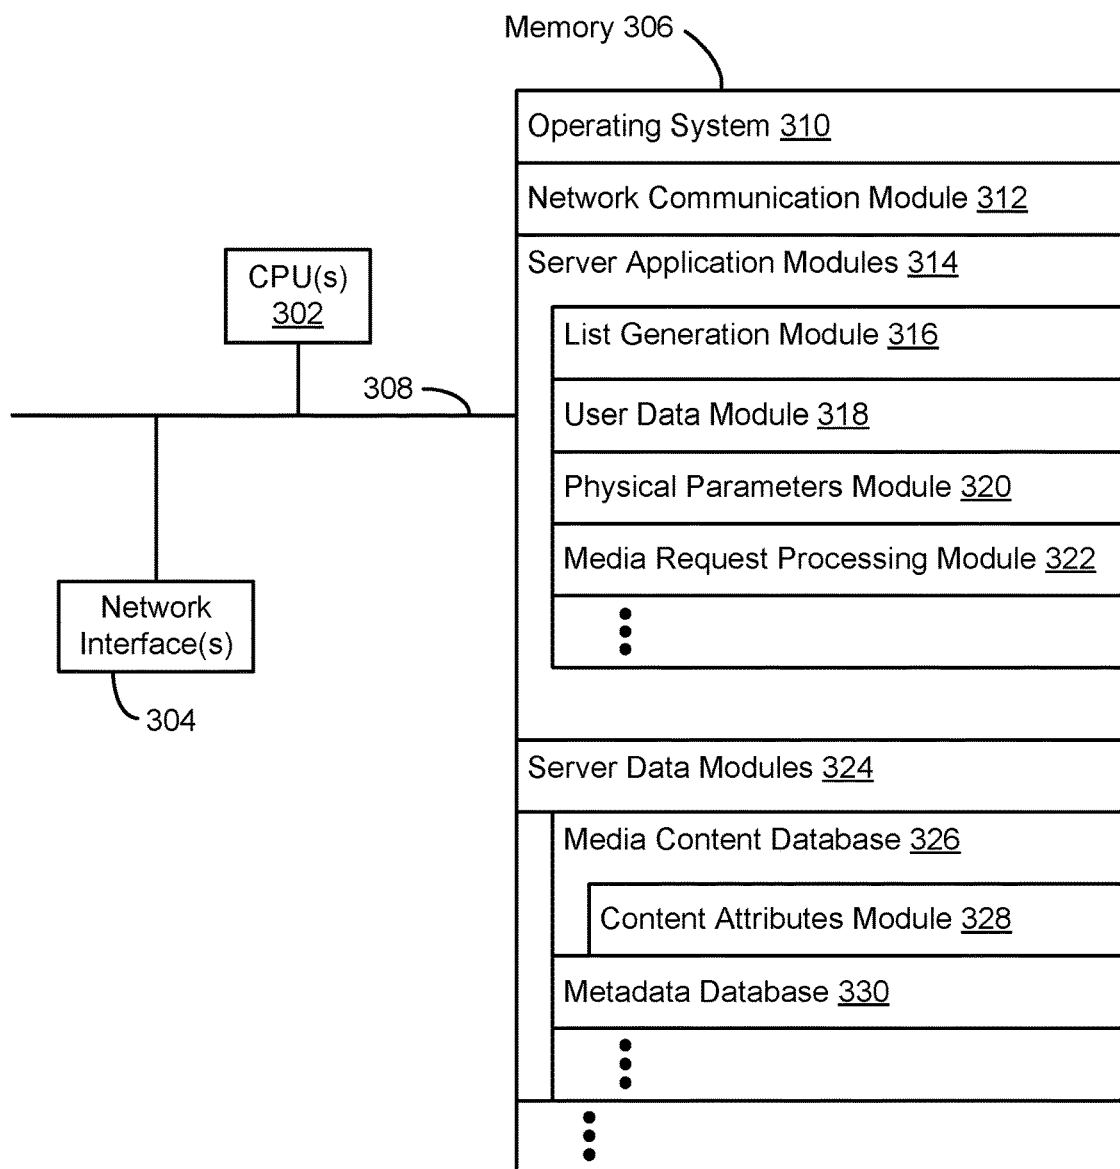 Memory 306
Operating System 310
Network Communication Module 312
Server Application Modules 314
CPU(s)
302
List Generation Module 316
308
User Data Module 318
Physical Parameters Module 320
Media Request Processing Module 322
Network
Interface(s)
304
Server Data Modules 324
Media Content Database 326
Content Attributes Module 328
Metadata Database 330